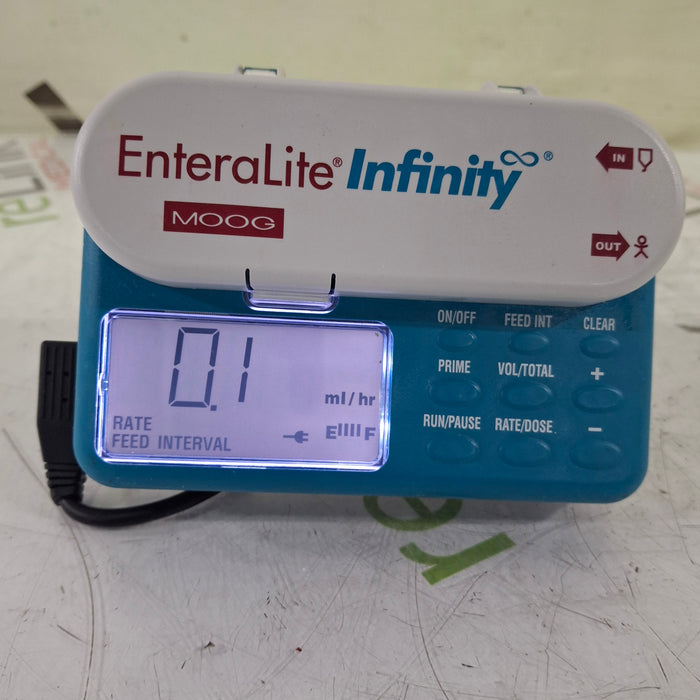 EnteraLite® Infinity®
MOOG
IN
OUT
ON/OFF FEED INT CLEAR
PRIME VOL/TOTAL +
RUN/PAUSE RATE/DOSE −
0.1 ml/hr
RATE
FEED INTERVAL E F
er